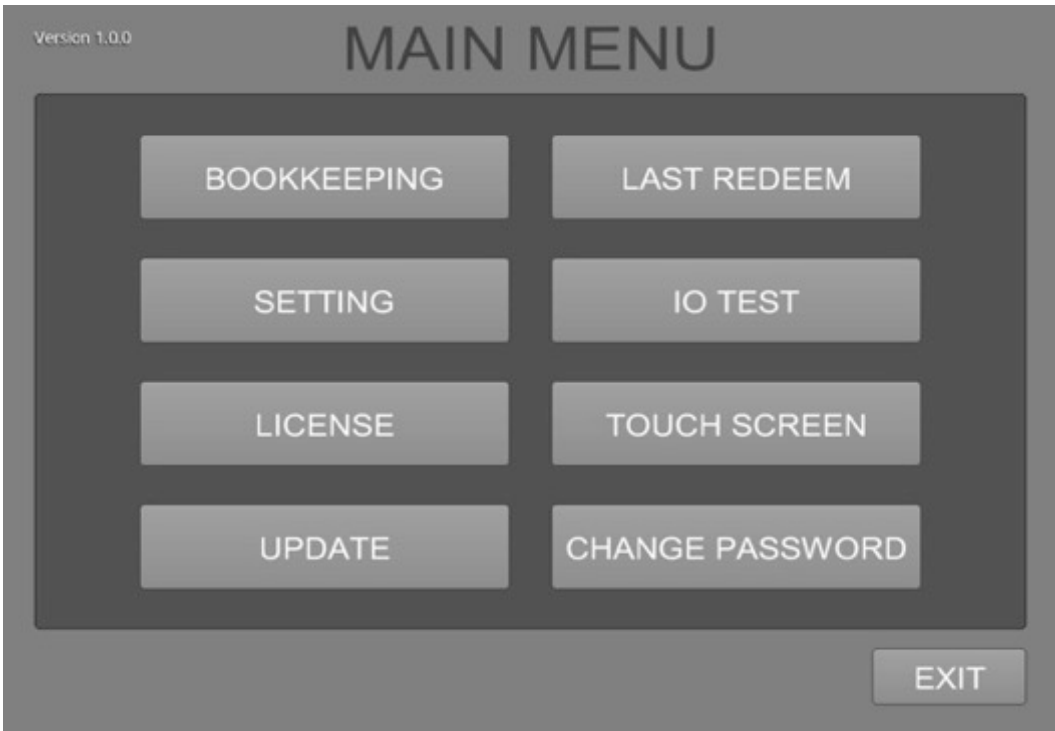 Version 1.0.0
MAIN MENU
BOOKKEEPING
LAST REDEEM
SETTING
IO TEST
LICENSE
TOUCH SCREEN
UPDATE
CHANGE PASSWORD
EXIT